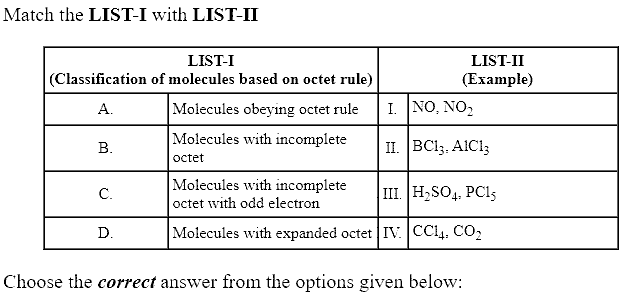 Match the LIST-I with LIST-II
LIST-I LIST-II
(Classification of molecules based on octet rule) (Example)
A. Molecules obeying octet rule I. NO, NO₂
B. Molecules with incomplete octet II. BCl₃, AlCl₃
C. Molecules with incomplete octet with odd electron III. H₂SO₄, PCl₅
D. Molecules with expanded octet IV. CCl₄, CO₂
Choose the correct answer from the options given below: